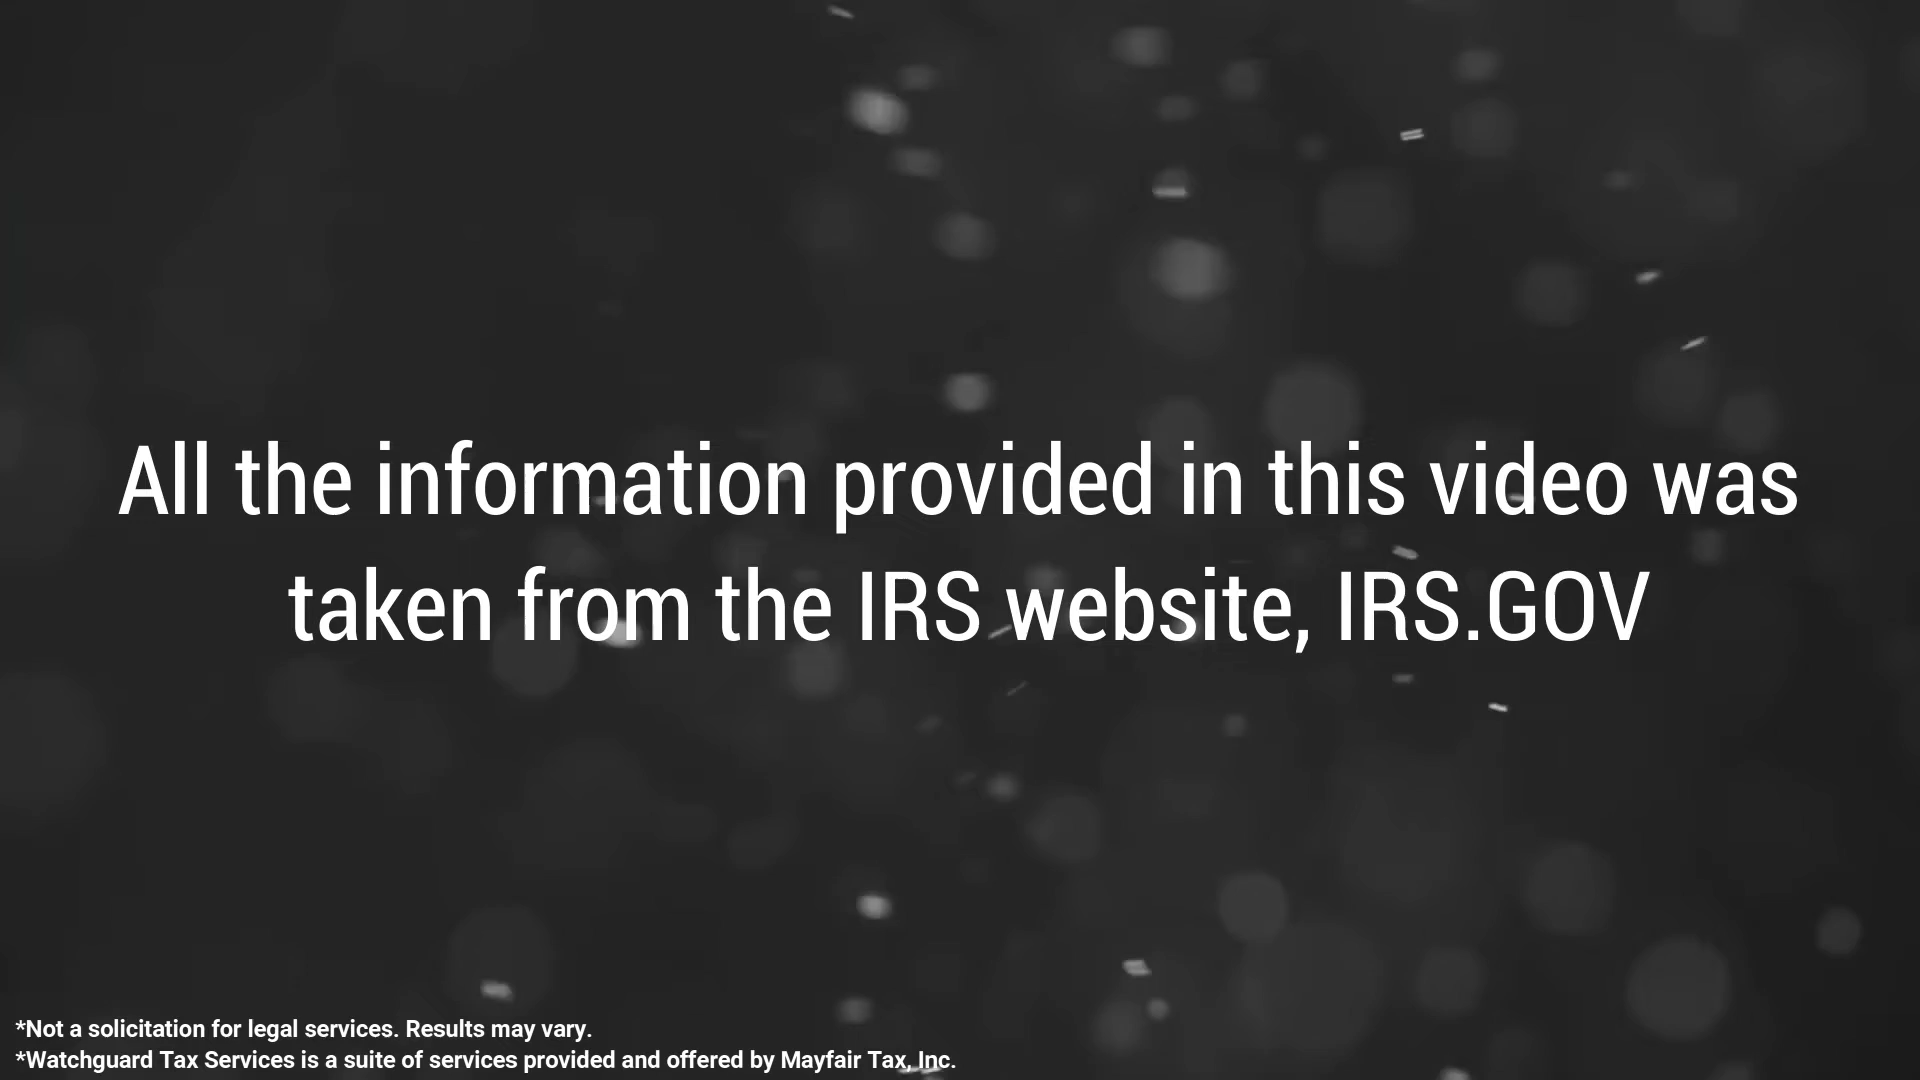 All the information provided in this video was
taken from the IRS website, IRS.GOV
*Not a solicitation for legal services. Results may vary.
*Watchguard Tax Services is a suite of services provided and offered by Mayfair Tax, Inc.